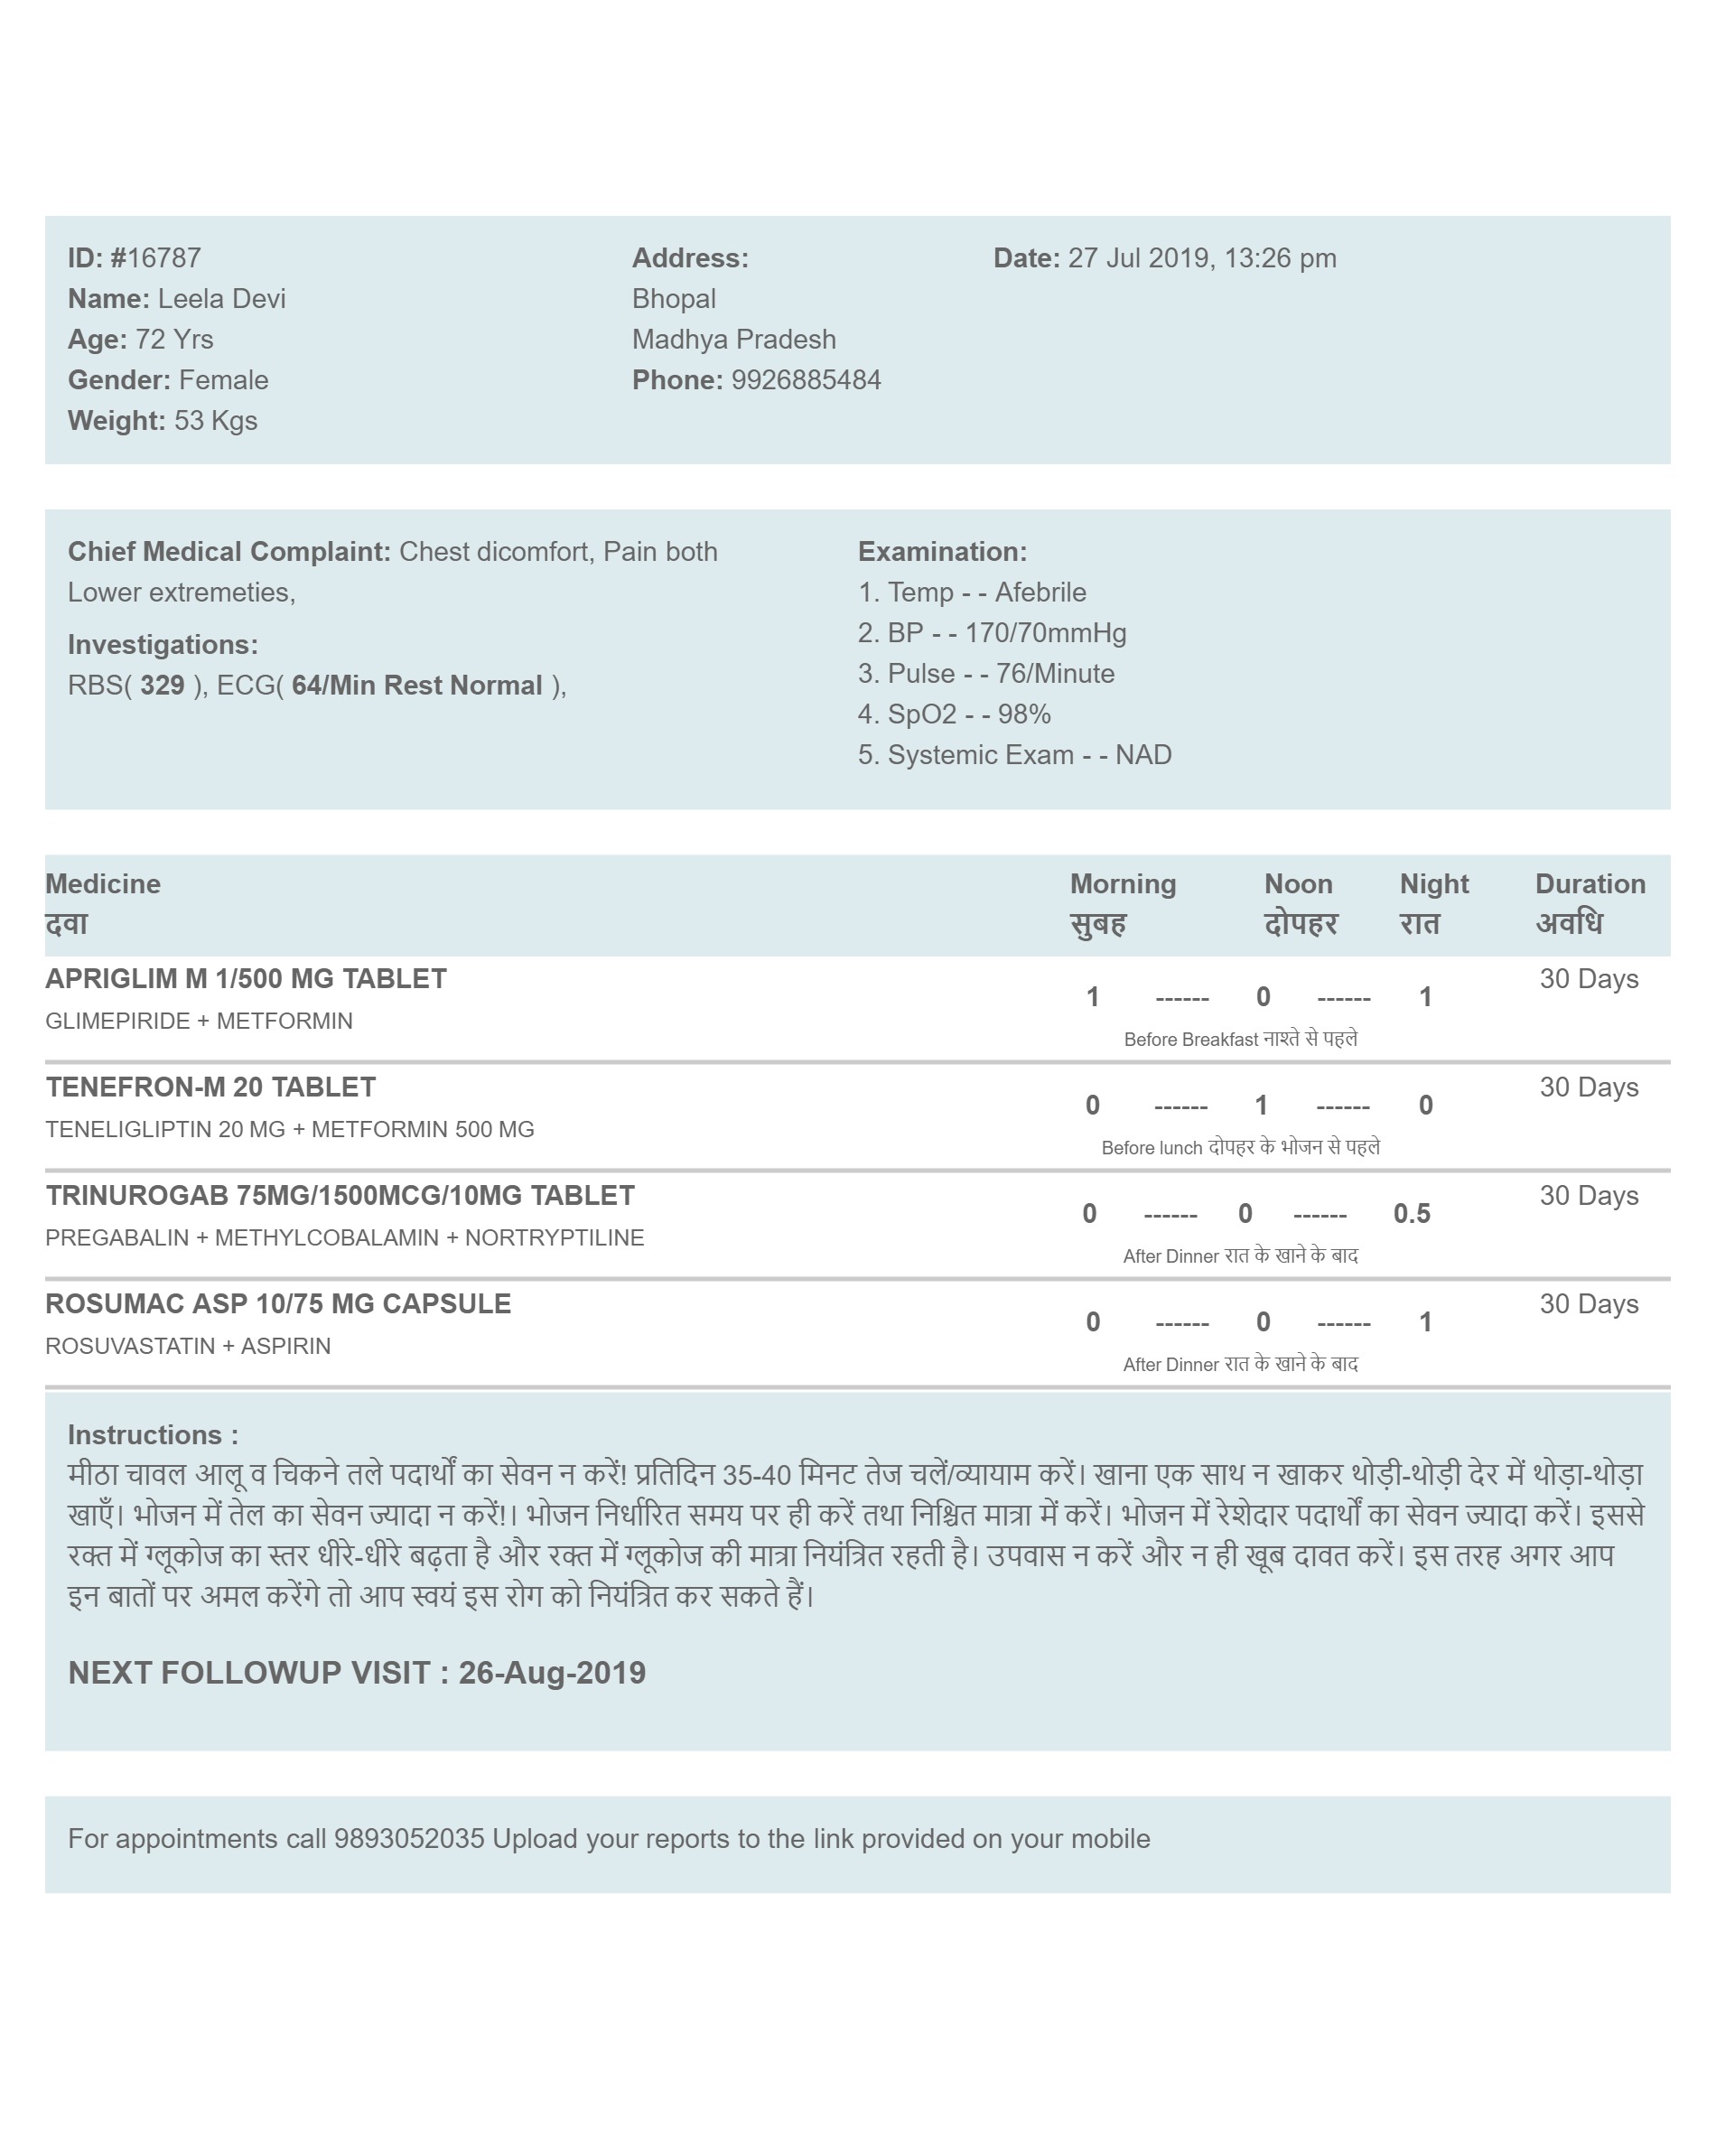 ID: #16787
Name: Leela Devi
Age: 72 Yrs
Gender: Female
Weight: 53 Kgs
Address:
Bhopal
Madhya Pradesh
Phone: 9926885484
Date: 27 Jul 2019, 13:26 pm
Chief Medical Complaint: Chest dicomfort, Pain both
Lower extremeties,
Investigations:
RBS( 329 ), ECG( 64/Min Rest Normal ),
Examination:
1. Temp - - Afebrile
2. BP - - 170/70mmHg
3. Pulse - - 76/Minute
4. SpO2 - - 98%
5. Systemic Exam - - NAD
Medicine Morning Noon Night Duration
दवा सुबह दोपहर रात अवधि
APRIGLIM M 1/500 MG TABLET 30 Days
1 ------ 0 ------ 1
GLIMEPIRIDE + METFORMIN
Before Breakfast नाश्ते से पहले
TENEFRON-M 20 TABLET 30 Days
0 ------ 1 ------ 0
TENELIGLIPTIN 20 MG + METFORMIN 500 MG
Before lunch दोपहर के भोजन से पहले
TRINUROGAB 75MG/1500MCG/10MG TABLET 30 Days
0 ------ 0 ------ 0.5
PREGABALIN + METHYLCOBALAMIN + NORTRYPTILINE
After Dinner रात के खाने के बाद
ROSUMAC ASP 10/75 MG CAPSULE 30 Days
0 ------ 0 ------ 1
ROSUVASTATIN + ASPIRIN
After Dinner रात के खाने के बाद
Instructions :
मीठा चावल आलू व चिकने तले पदार्थों का सेवन न करें! प्रतिदिन 35-40 मिनट तेज चलें/व्यायाम करें। खाना एक साथ न खाकर थोड़ी-थोड़ी देर में थोड़ा-थोड़ा
खाएँ। भोजन में तेल का सेवन ज्यादा न करें!। भोजन निर्धारित समय पर ही करें तथा निश्चित मात्रा में करें। भोजन में रेशेदार पदार्थों का सेवन ज्यादा करें। इससे
रक्त में ग्लूकोज का स्तर धीरे-धीरे बढ़ता है और रक्त में ग्लूकोज की मात्रा नियंत्रित रहती है। उपवास न करें और न ही खूब दावत करें। इस तरह अगर आप
इन बातों पर अमल करेंगे तो आप स्वयं इस रोग को नियंत्रित कर सकते हैं।
NEXT FOLLOWUP VISIT : 26-Aug-2019
For appointments call 9893052035 Upload your reports to the link provided on your mobile